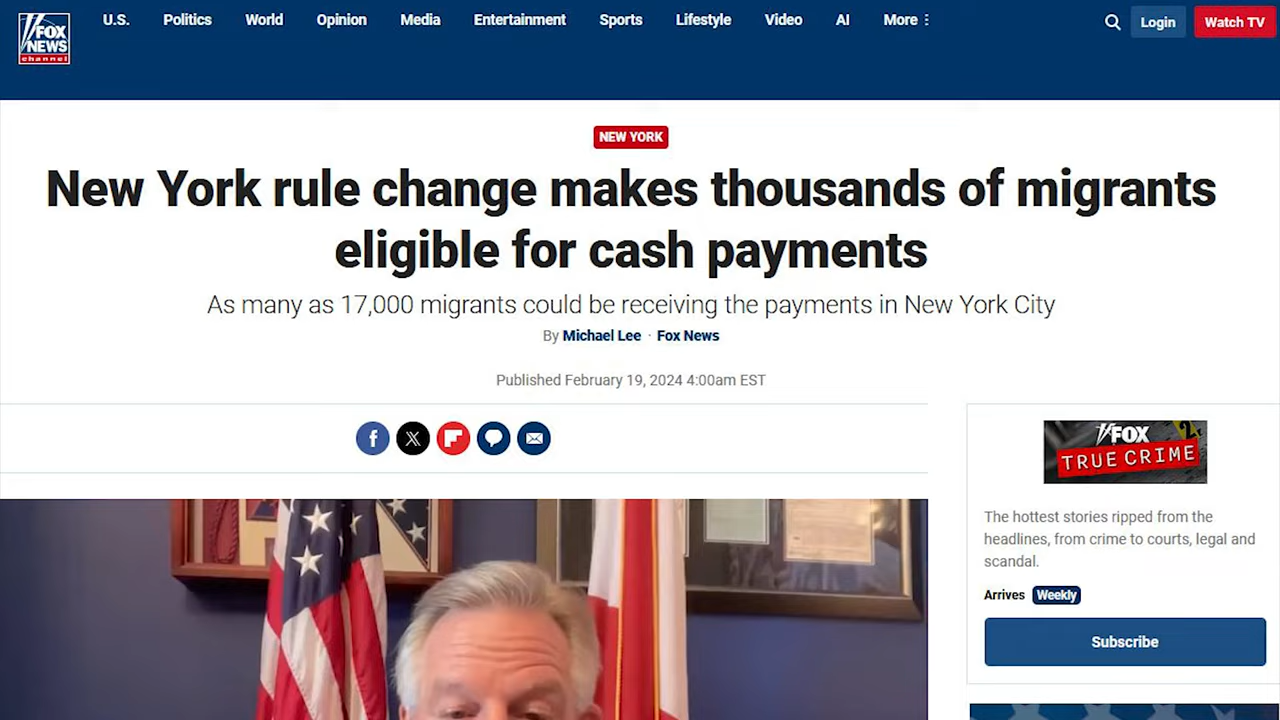 U.S. Politics World Opinion Media Entertainment Sports Lifestyle Video AI More Login Watch TV
FOX
NEWS
channel
NEW YORK
New York rule change makes thousands of migrants
eligible for cash payments
As many as 17,000 migrants could be receiving the payments in New York City
By Michael Lee · Fox News
Published February 19, 2024 4:00am EST
FOX
TRUE CRIME
The hottest stories ripped from the
headlines, from crime to courts, legal and
scandal.
Arrives Weekly
Subscribe